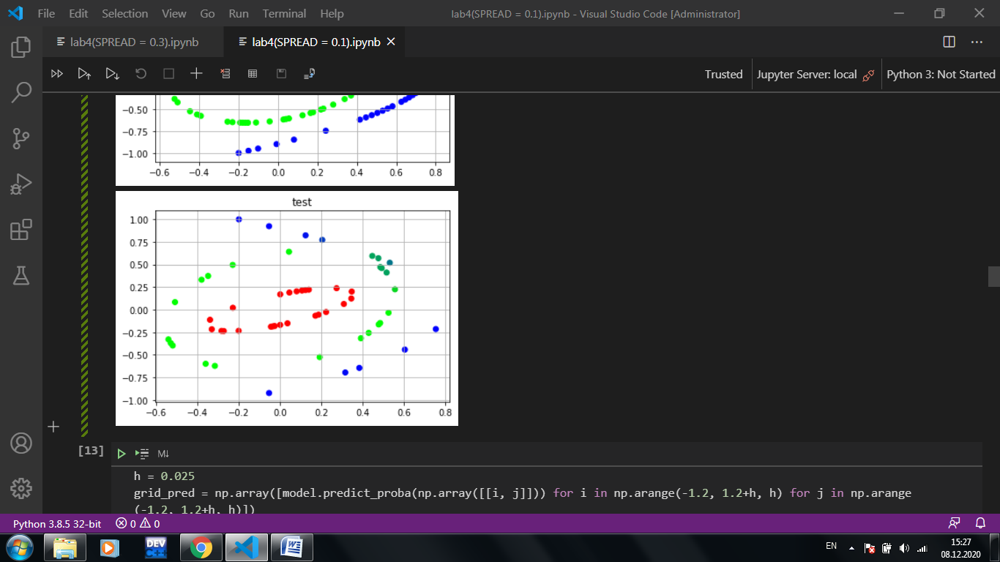 File Edit Selection View Go Run Terminal Help lab4(SPREAD = 0.1).ipynb - Visual Studio Code [Administrator]
lab4(SPREAD = 0.3).ipynb lab4(SPREAD = 0.1).ipynb
Trusted Jupyter Server: local Python 3: Not Started
−0.50
−0.75
−1.00
−0.6 −0.4 −0.2 0.0 0.2 0.4 0.6 0.8
test
1.00
0.75
0.50
0.25
0.00
−0.25
−0.50
−0.75
−1.00
−0.6 −0.4 −0.2 0.0 0.2 0.4 0.6 0.8
[13] M↓
h = 0.025
grid_pred = np.array([model.predict_proba(np.array([[i, j]])) for i in np.arange(-1.2, 1.2+h, h) for j in np.arange
(-1.2, 1.2+h, h)])
Python 3.8.5 32-bit 0 0
DEV C++ W EN 15:27
08.12.2020